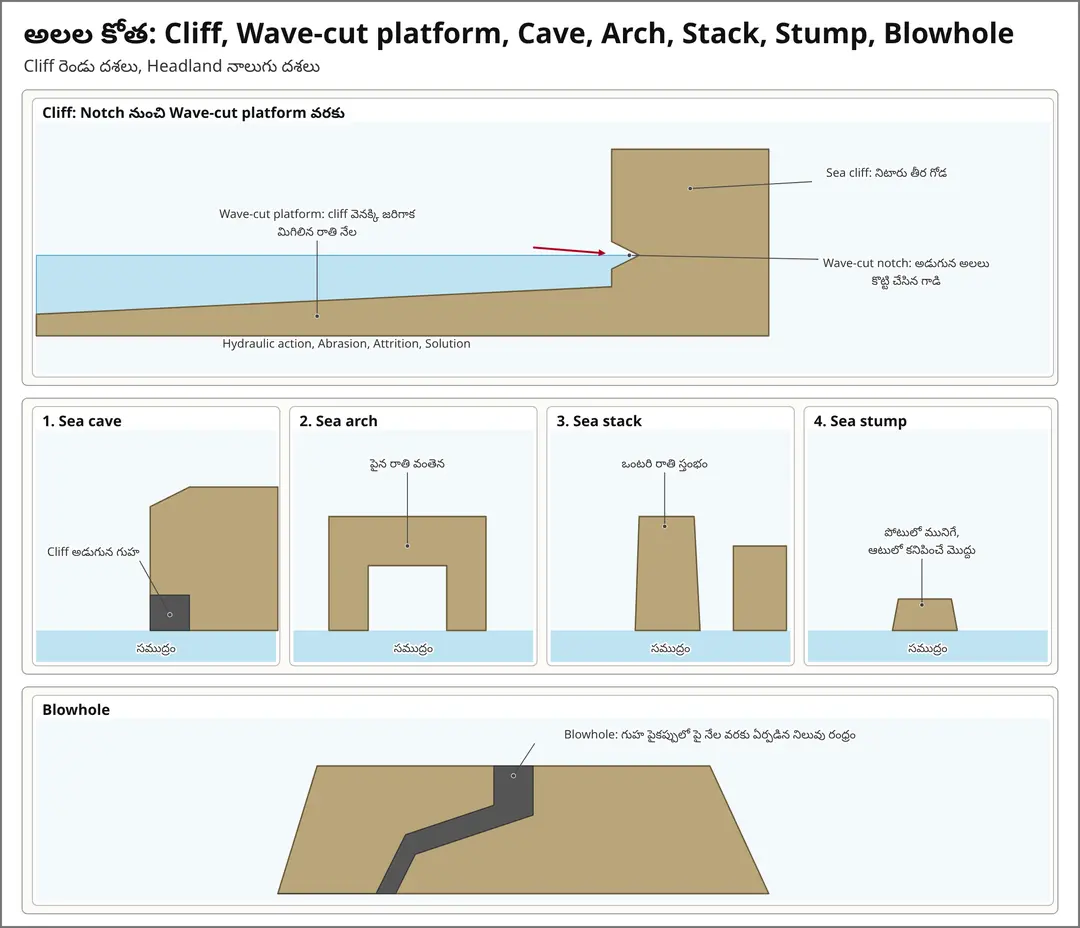 అలల కోత: Cliff, Wave-cut platform, Cave, Arch, Stack, Stump, Blowhole
Cliff రెండు దశలు, Headland నాలుగు దశలు
Cliff: Notch నుంచి Wave-cut platform వరకు
Sea cliff: నిటారు తీర గోడ
Wave-cut platform: cliff వెనక్కి జరిగాక
మిగిలిన రాతి నేల
Wave-cut notch: అడుగున అలలు
కొట్టి చేసిన గాడి
Hydraulic action, Abrasion, Attrition, Solution
1. Sea cave
Cliff అడుగున గుహ
సముద్రం
2. Sea arch
పైన రాతి వంతెన
సముద్రం
3. Sea stack
ఒంటరి రాతి స్తంభం
సముద్రం
4. Sea stump
పోటులో మునిగే,
ఆటులో కనిపించే మొద్దు
సముద్రం
Blowhole
Blowhole: గుహ పైకప్పులో పై నేల వరకు ఏర్పడిన నిలువు రంధ్రం